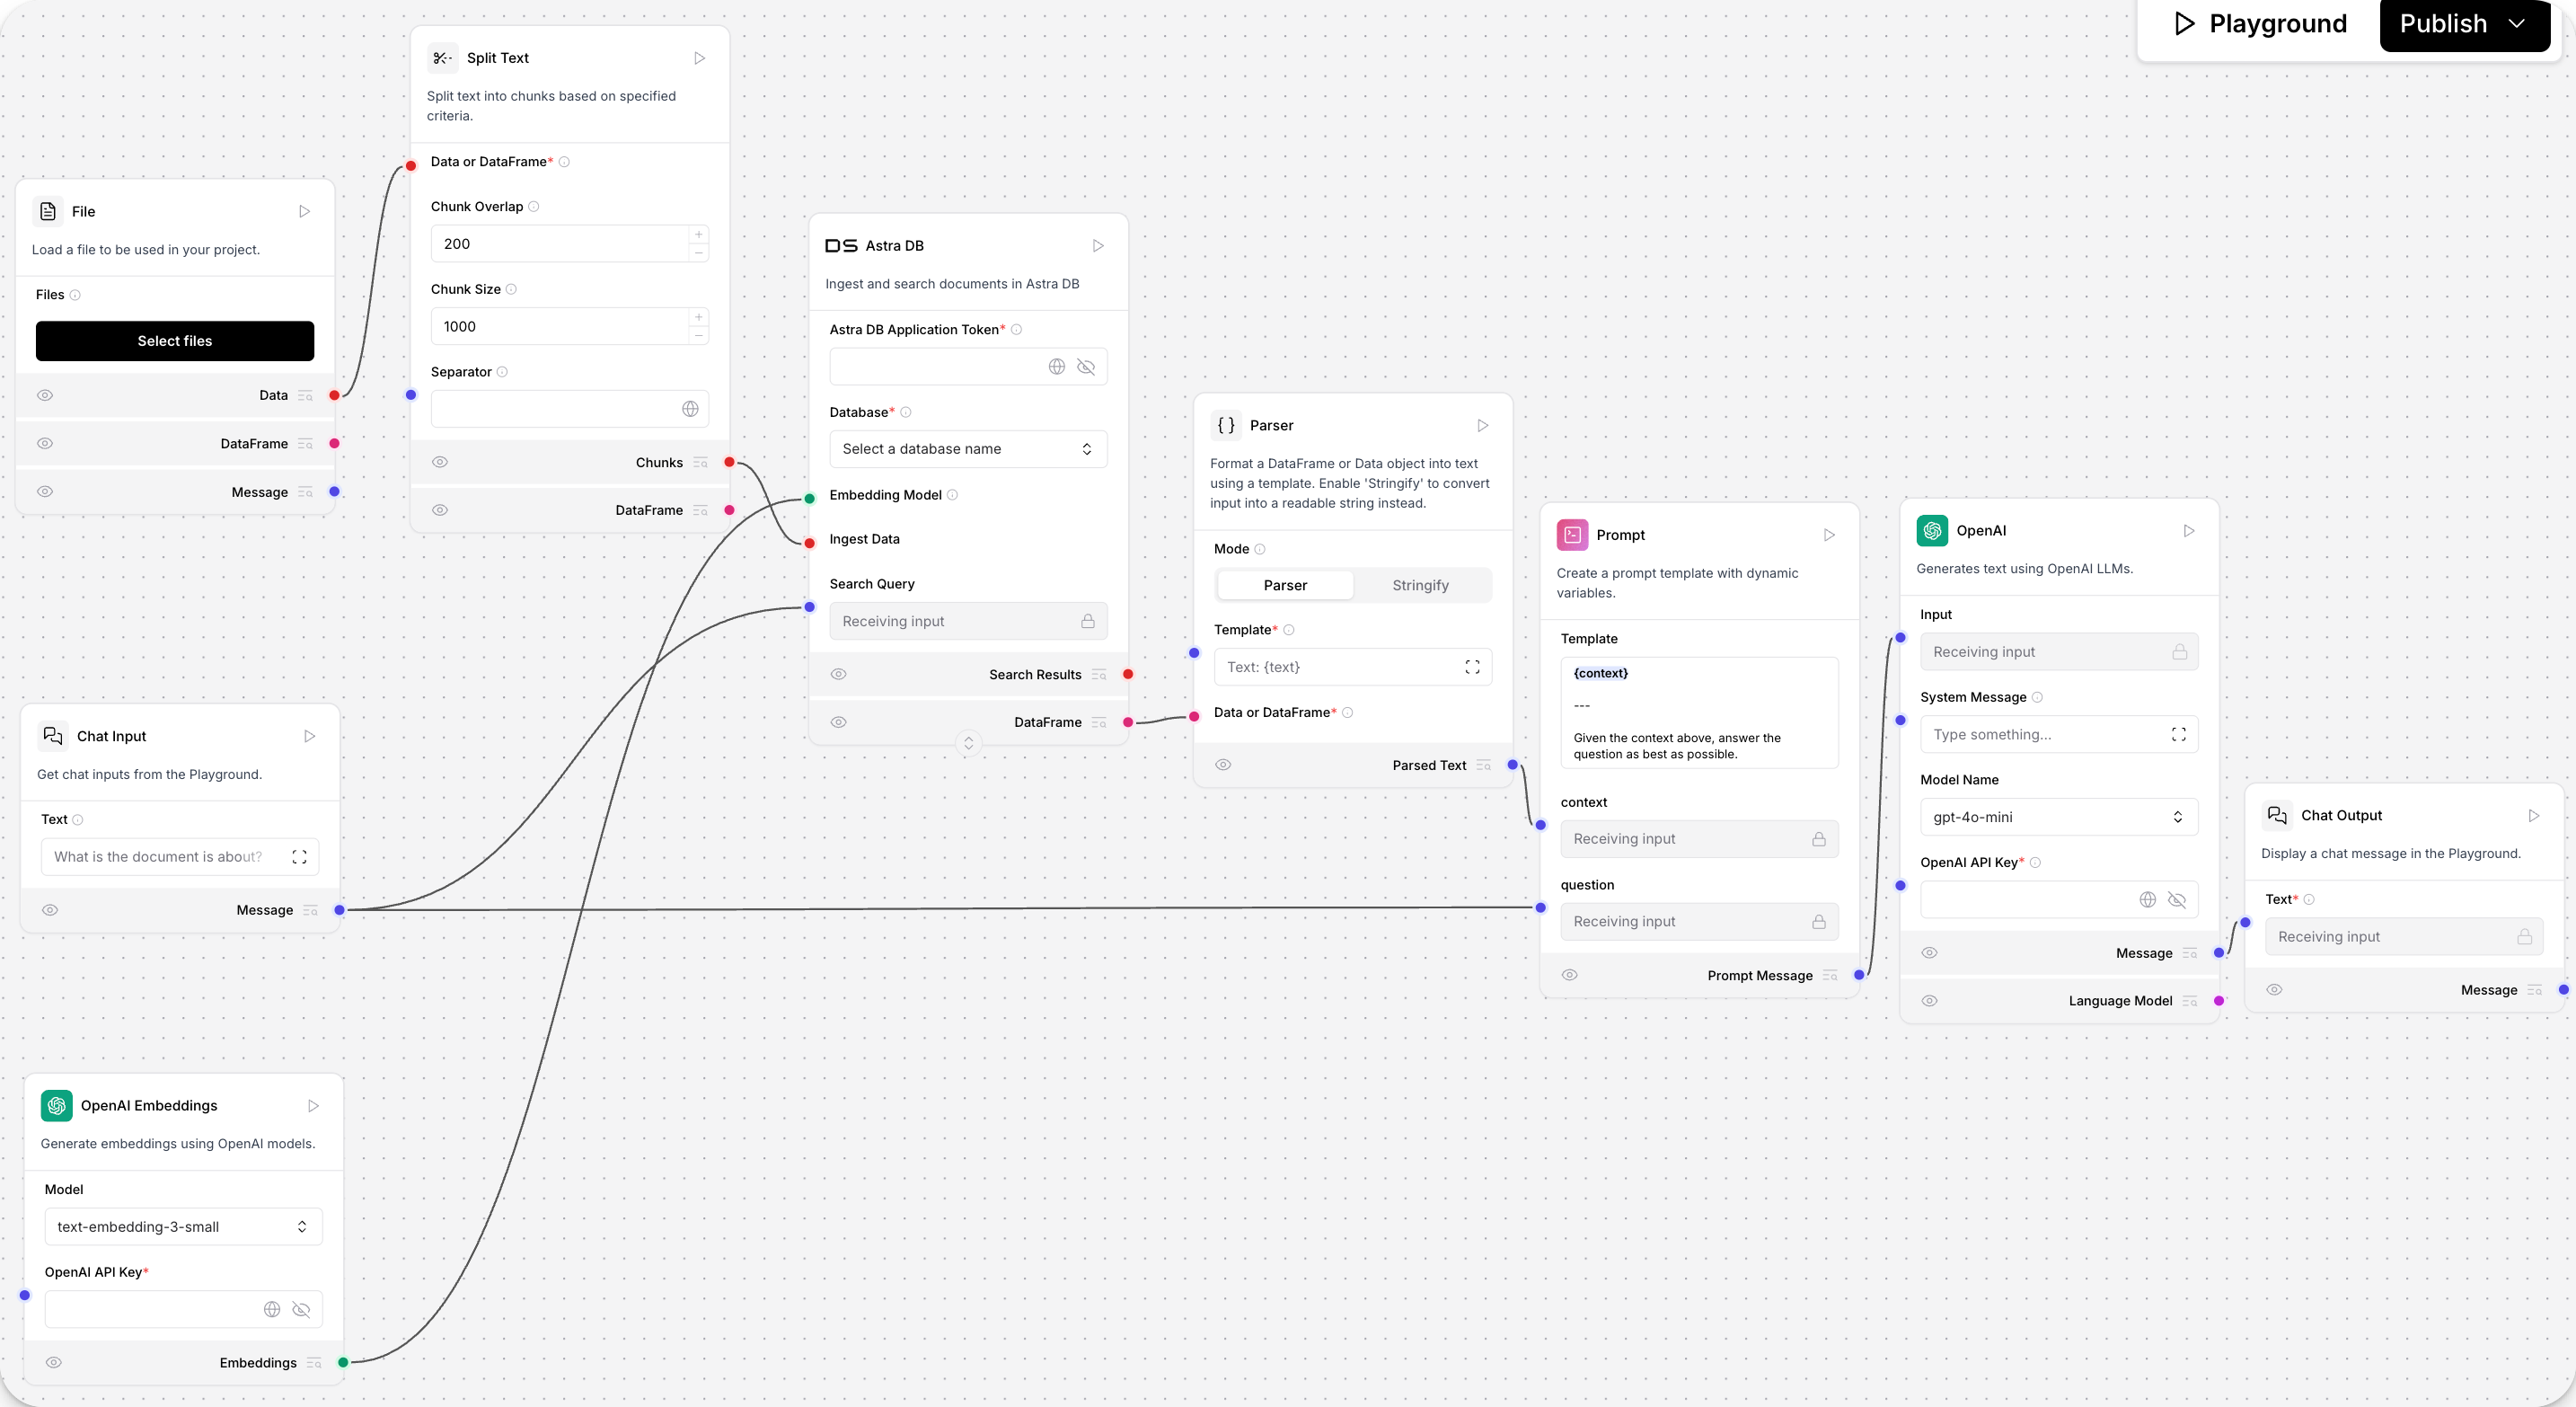 Playground
Publish
Split Text
Split text into chunks based on specified
criteria.
Data or DataFrame*
Chunk Overlap
200
Chunk Size
1000
Separator
Chunks
DataFrame
File
Load a file to be used in your project.
Files
Select files
Data
DataFrame
Message
Astra DB
Ingest and search documents in Astra DB
Astra DB Application Token*
Database*
Select a database name
Embedding Model
Ingest Data
Search Query
Receiving input
Search Results
DataFrame
Parser
Format a DataFrame or Data object into text
using a template. Enable 'Stringify' to convert
input into a readable string instead.
Mode
Parser
Stringify
Template*
Text: {text}
Data or DataFrame*
Parsed Text
Prompt
Create a prompt template with dynamic
variables.
Template
{context}
---
Given the context above, answer the
question as best as possible.
context
Receiving input
question
Receiving input
Prompt Message
OpenAI
Generates text using OpenAI LLMs.
Input
Receiving input
System Message
Type something...
Model Name
gpt-4o-mini
OpenAI API Key*
Message
Language Model
Chat Output
Display a chat message in the Playground.
Text*
Receiving input
Message
Chat Input
Get chat inputs from the Playground.
Text
What is the document is about?
Message
OpenAI Embeddings
Generate embeddings using OpenAI models.
Model
text-embedding-3-small
OpenAI API Key*
Embeddings